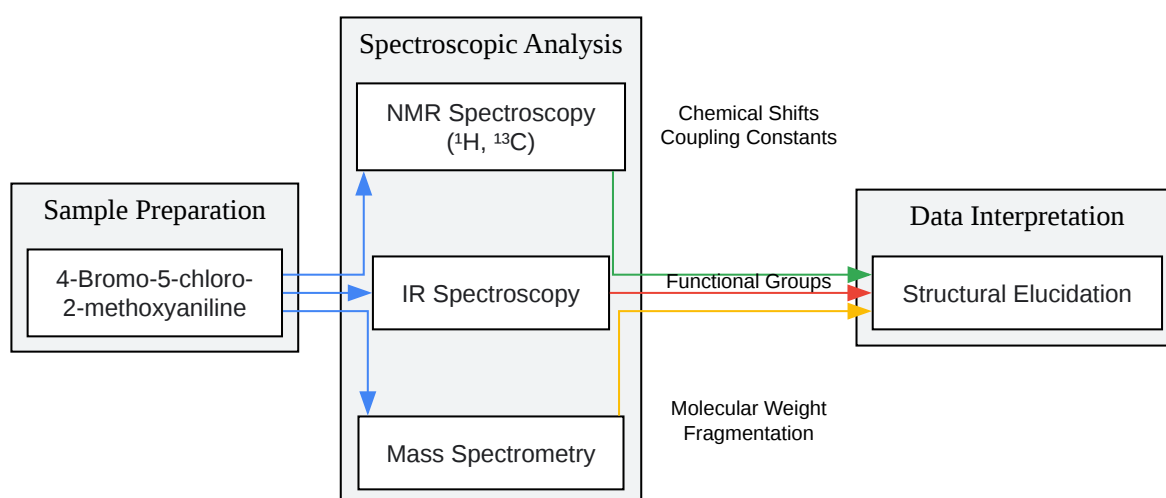 Spectroscopic Analysis
NMR Spectroscopy
(¹H, ¹³C)
Chemical Shifts
Coupling Constants
Sample Preparation
4-Bromo-5-chloro-
2-methoxyaniline
IR Spectroscopy
Functional Groups
Data Interpretation
Structural Elucidation
Molecular Weight
Fragmentation
Mass Spectrometry